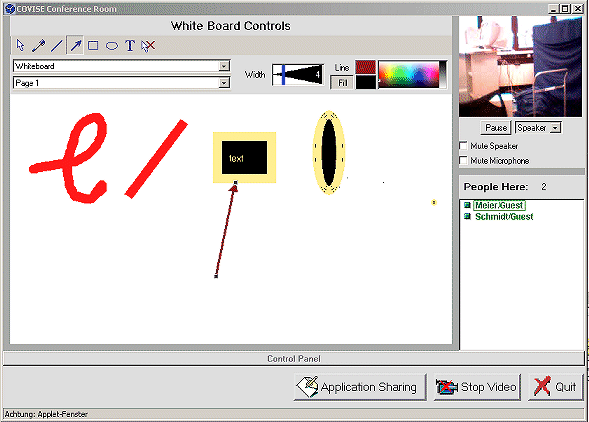 COVISE Conference Room
White Board Controls
T
Whiteboard
Page 1
Width
4
Line
Fill
text
Pause
Speaker
Mute Speaker
Mute Microphone
People Here: 2
Meier/Guest
Schmidt/Guest
Control Panel
Application Sharing
Stop Video
Quit
Achtung: Applet-Fenster